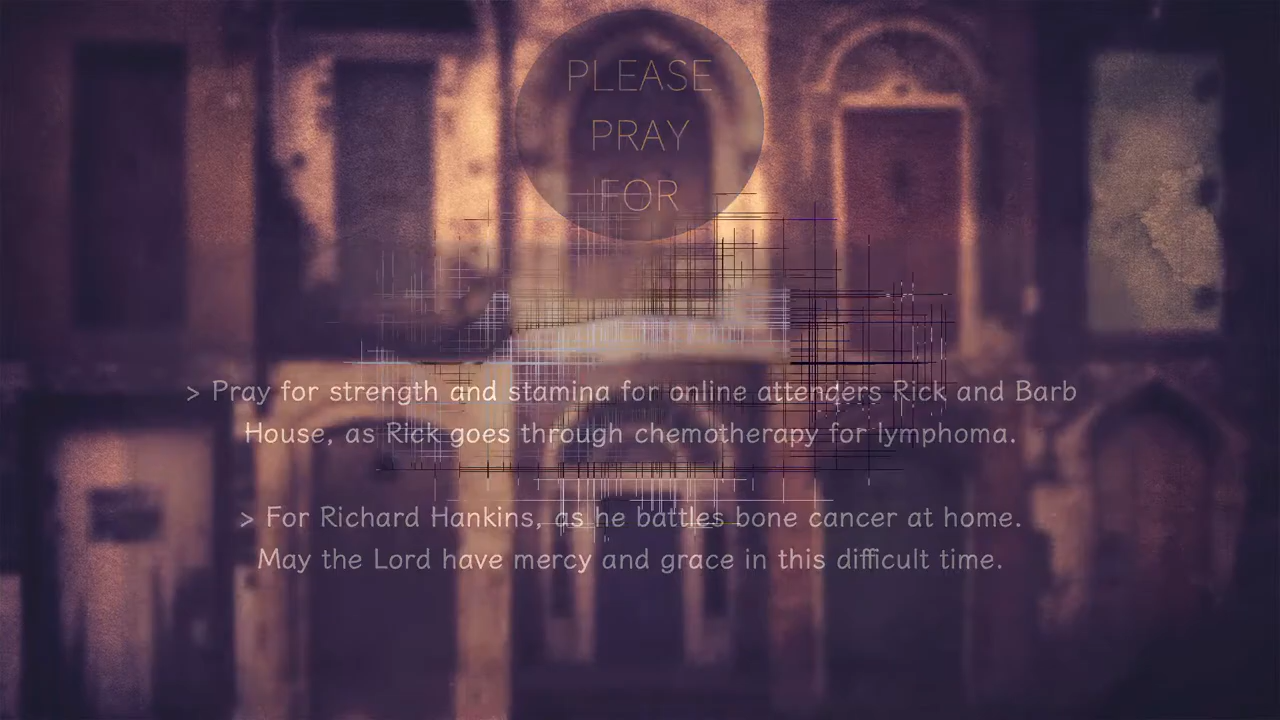 PLEASE
PRAY
FOR
> Pray for strength and stamina for online attenders Rick and Barb
House, as Rick goes through chemotherapy for lymphoma.
> For Richard Hankins, as he battles bone cancer at home.
May the Lord have mercy and grace in this difficult time.